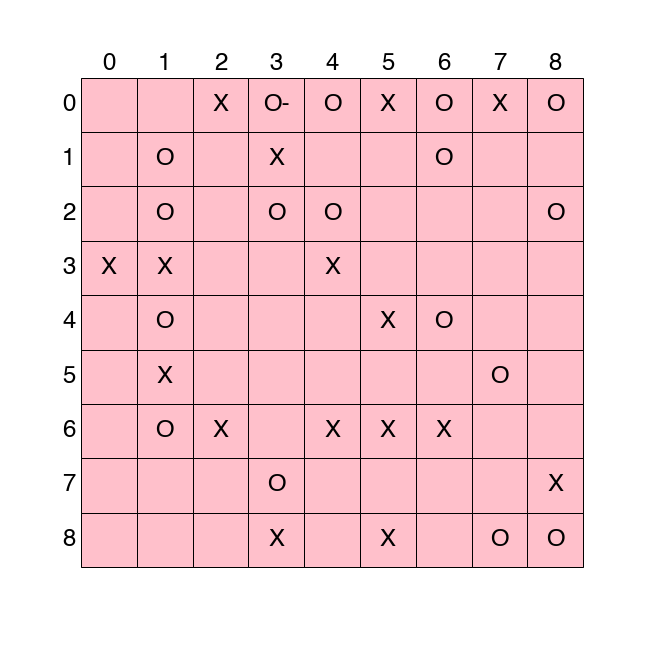 0 1 2 3 4 5 6 7 8
0 X O- O X O X O
1 O X O
2 O O O O
3 X X X
4 O X O
5 X O
6 O X X X X
7 O X
8 X X O O